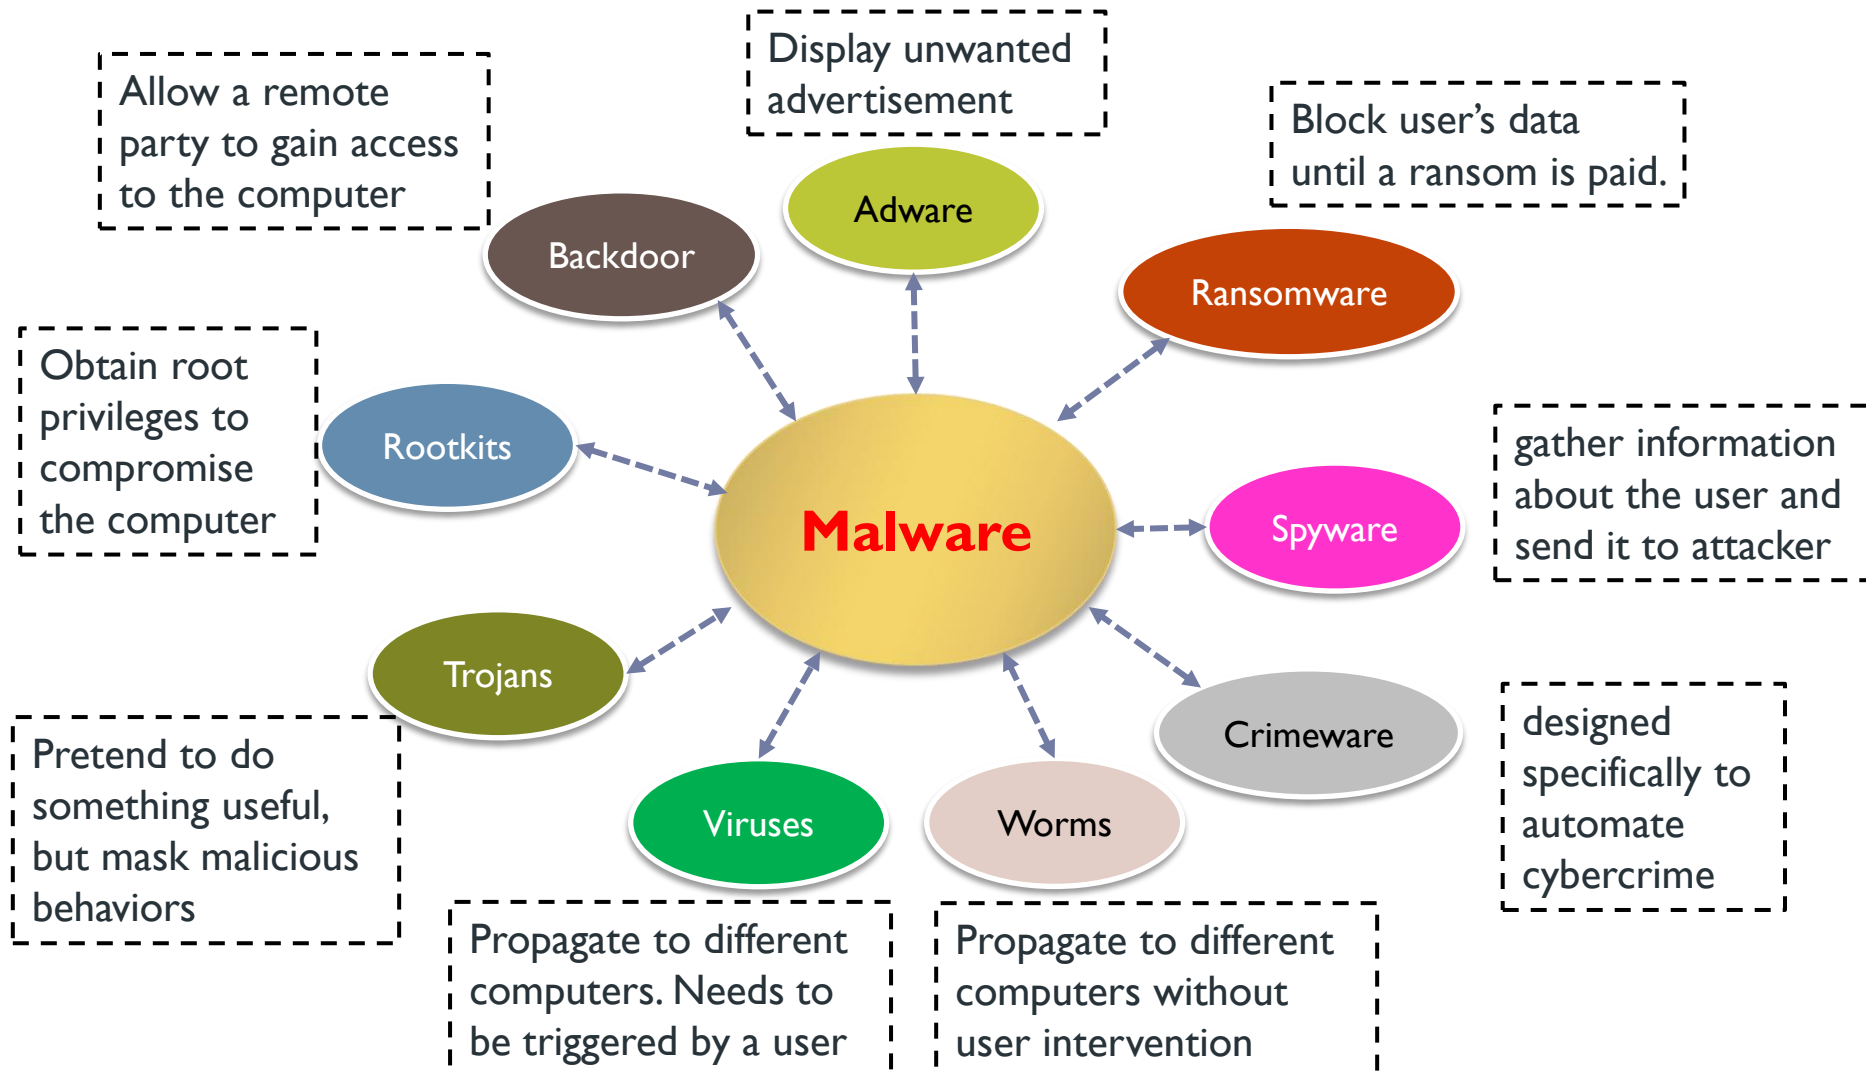 Display unwanted
advertisement
Allow a remote
party to gain access
to the computer
Block user’s data
until a ransom is paid.
Adware
Backdoor
Ransomware
Obtain root
privileges to
compromise
the computer
Rootkits
Malware
Spyware
gather information
about the user and
send it to attacker
Trojans
Crimeware
designed
specifically to
automate
cybercrime
Pretend to do
something useful,
but mask malicious
behaviors
Viruses
Worms
Propagate to different
computers. Needs to
be triggered by a user
Propagate to different
computers without
user intervention